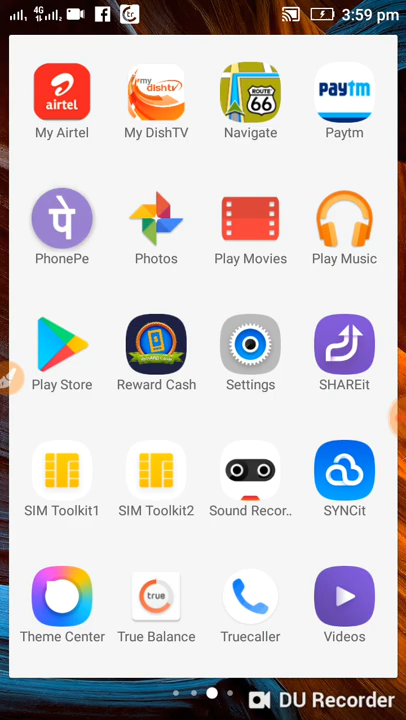 4G
3:59 pm
airtel
my
dishtv
ROUTE
66
paytm
My Airtel
My DishTV
Navigate
Paytm
पे
PhonePe
Photos
Play Movies
Play Music
Play Store
Reward Cash
Settings
SHAREit
SIM Toolkit1
SIM Toolkit2
Sound Recor..
SYNCit
true
Theme Center
True Balance
Truecaller
Videos
DU Recorder